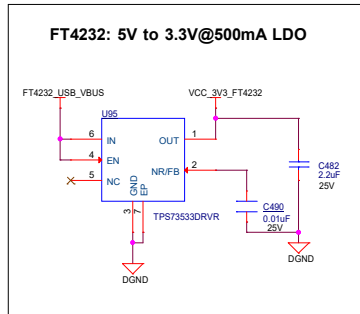 FT4232: 5V to 3.3V@500mA LDO
FT4232_USB_VBUS
VCC_3V3_FT4232
U95
6 IN
OUT 1
4 EN
5 NC
NR/FB 2
GND
EP
3
7
TPS73533DRVR
C482
2.2uF
25V
C490
0.01uF
25V
DGND
DGND